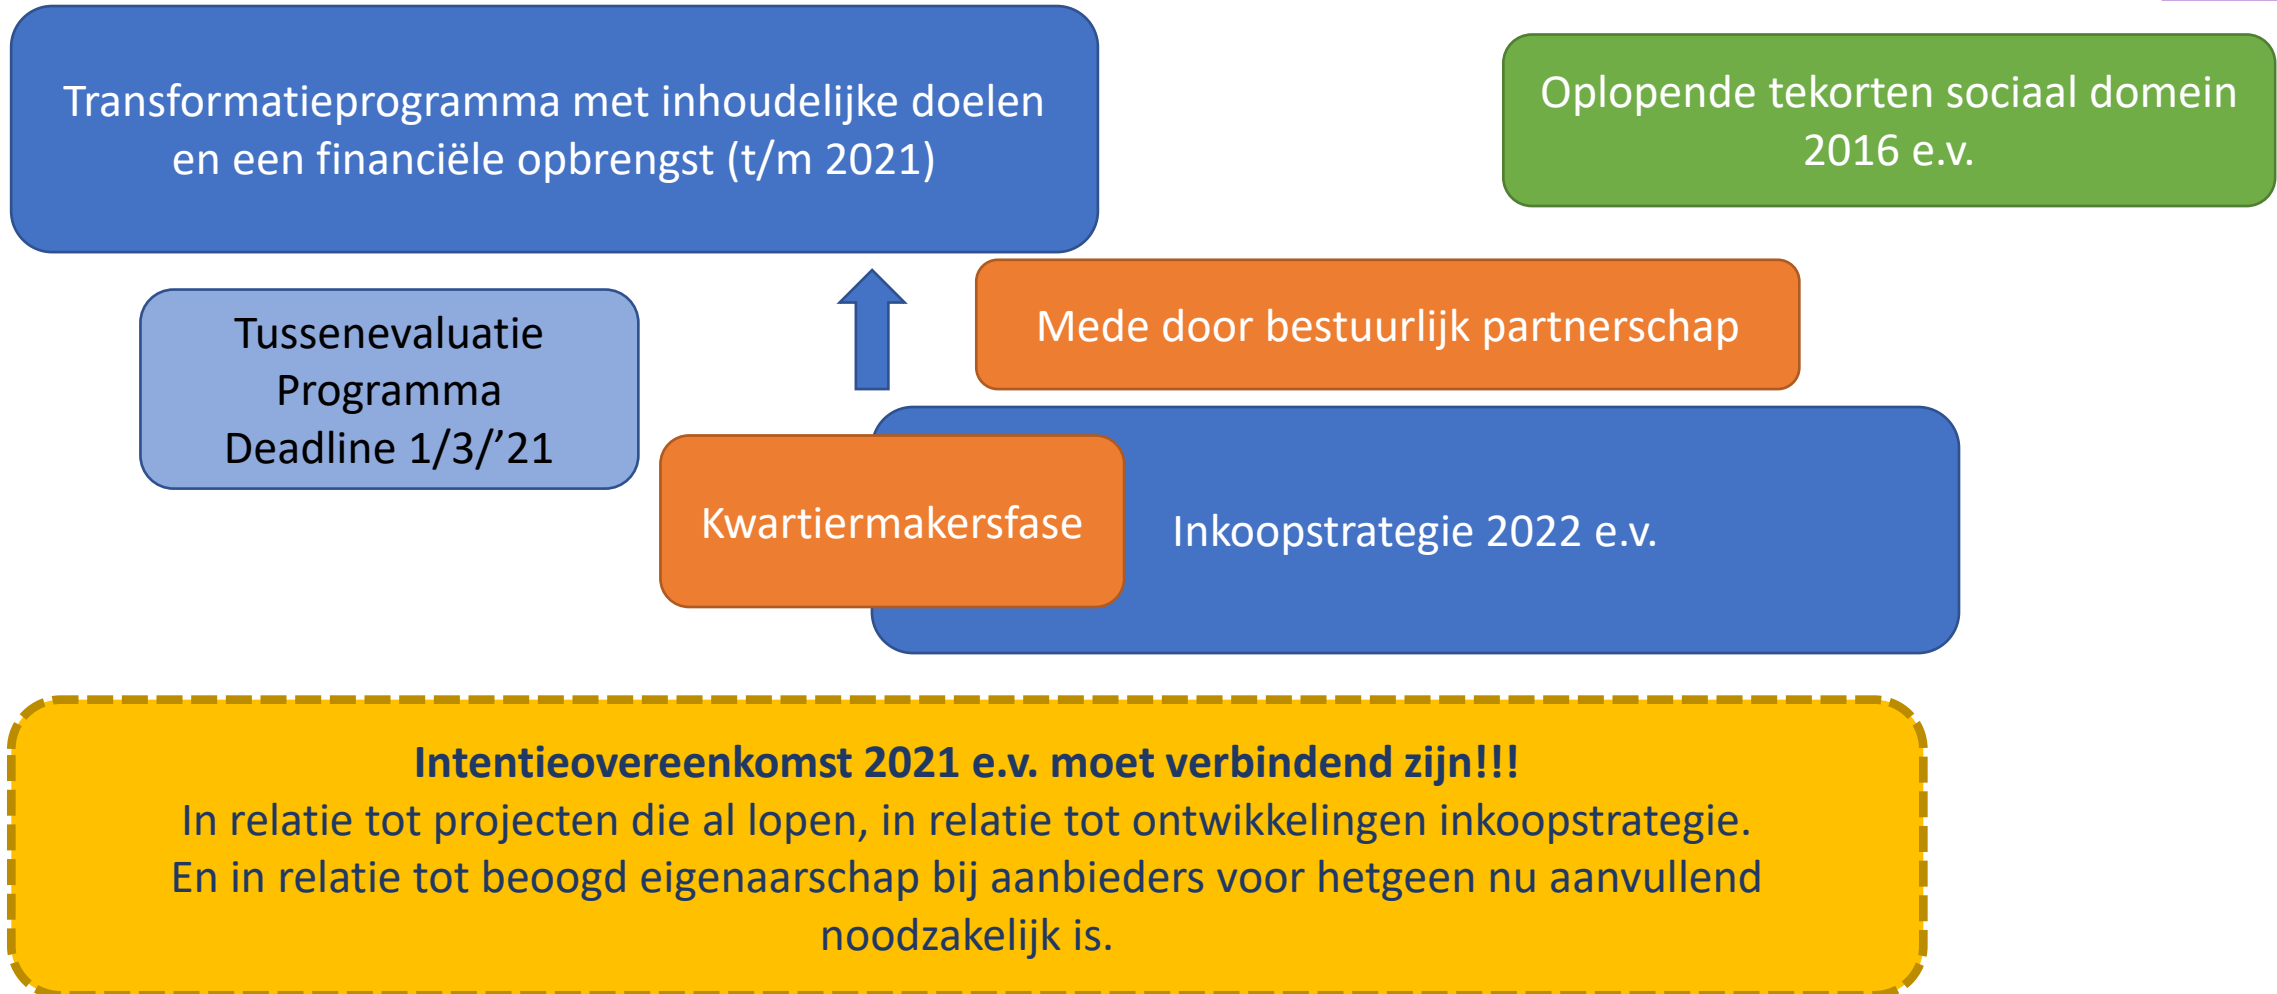 Transformatieprogramma met inhoudelijke doelen
en een financiële opbrengst (t/m 2021)
Oplopende tekorten sociaal domein
2016 e.v.
Mede door bestuurlijk partnerschap
Tussenevaluatie
Programma
Deadline 1/3/’21
Kwartiermakersfase
Inkoopstrategie 2022 e.v.
Intentieovereenkomst 2021 e.v. moet verbindend zijn!!!
In relatie tot projecten die al lopen, in relatie tot ontwikkelingen inkoopstrategie.
En in relatie tot beoogd eigenaarschap bij aanbieders voor hetgeen nu aanvullend
noodzakelijk is.